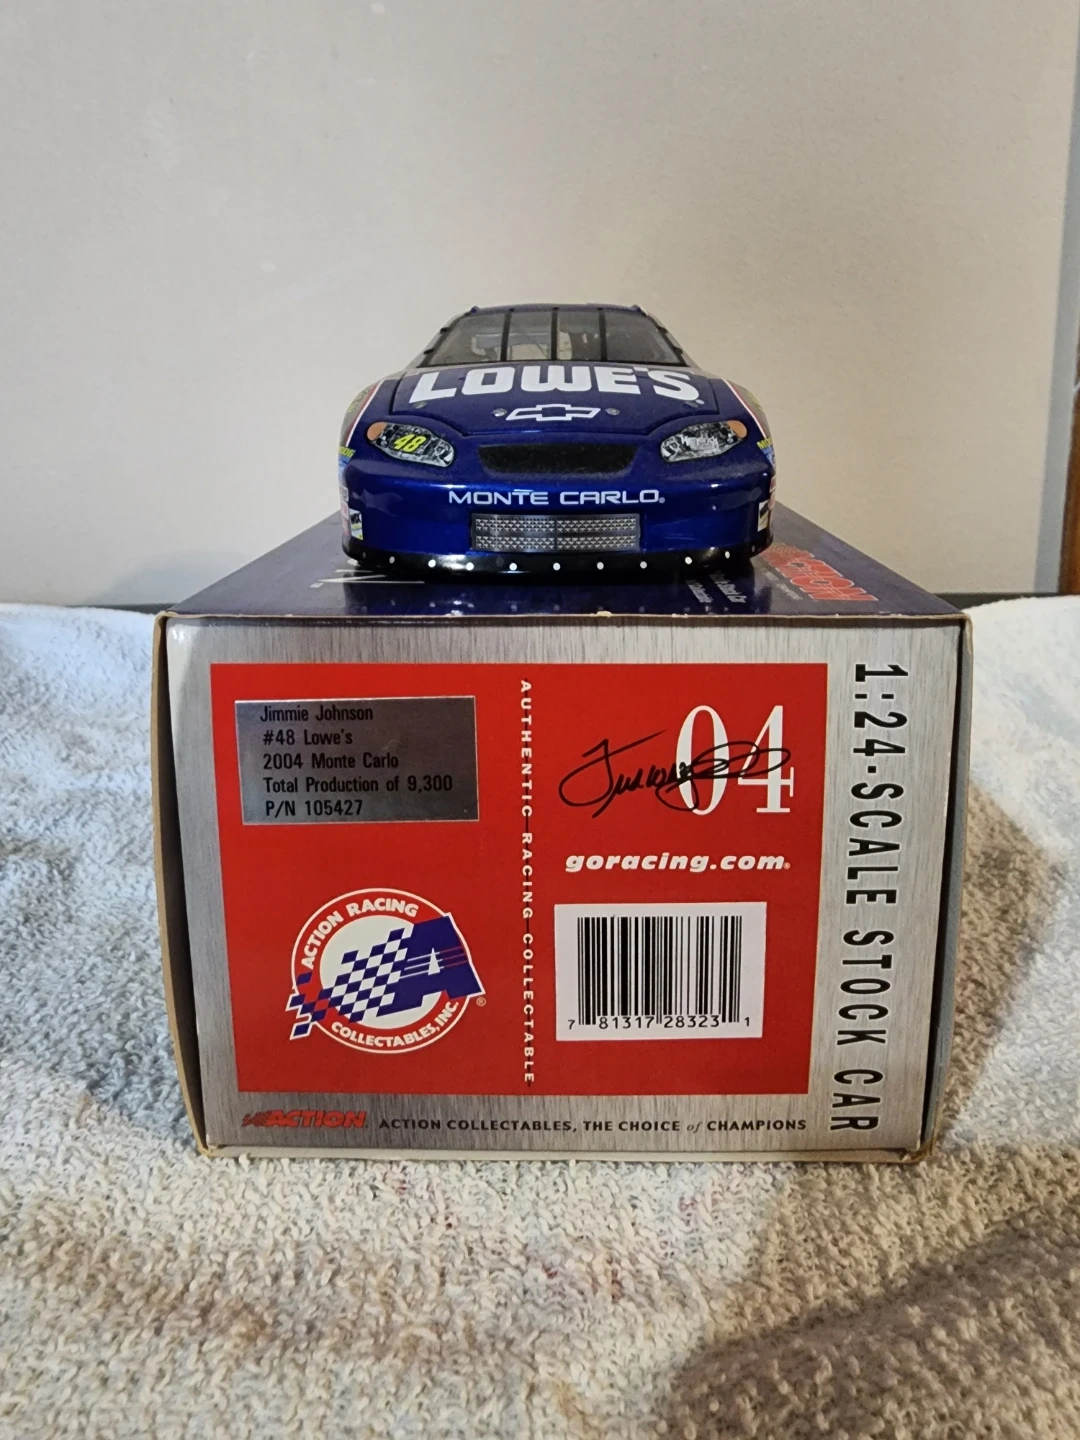 LOWE'S
48
MONTE CARLO®
ACTION
Jimmie Johnson
#48 Lowe's
2004 Monte Carlo
Total Production of 9,300
P/N 105427
AUTHENTIC RACING COLLECTABLE
04
goracing.com®
ACTION RACING
COLLECTABLES, INC.
®
7 81317 28323 1
1:24-SCALE STOCK CAR
ACTION ACTION COLLECTABLES, THE CHOICE of CHAMPIONS